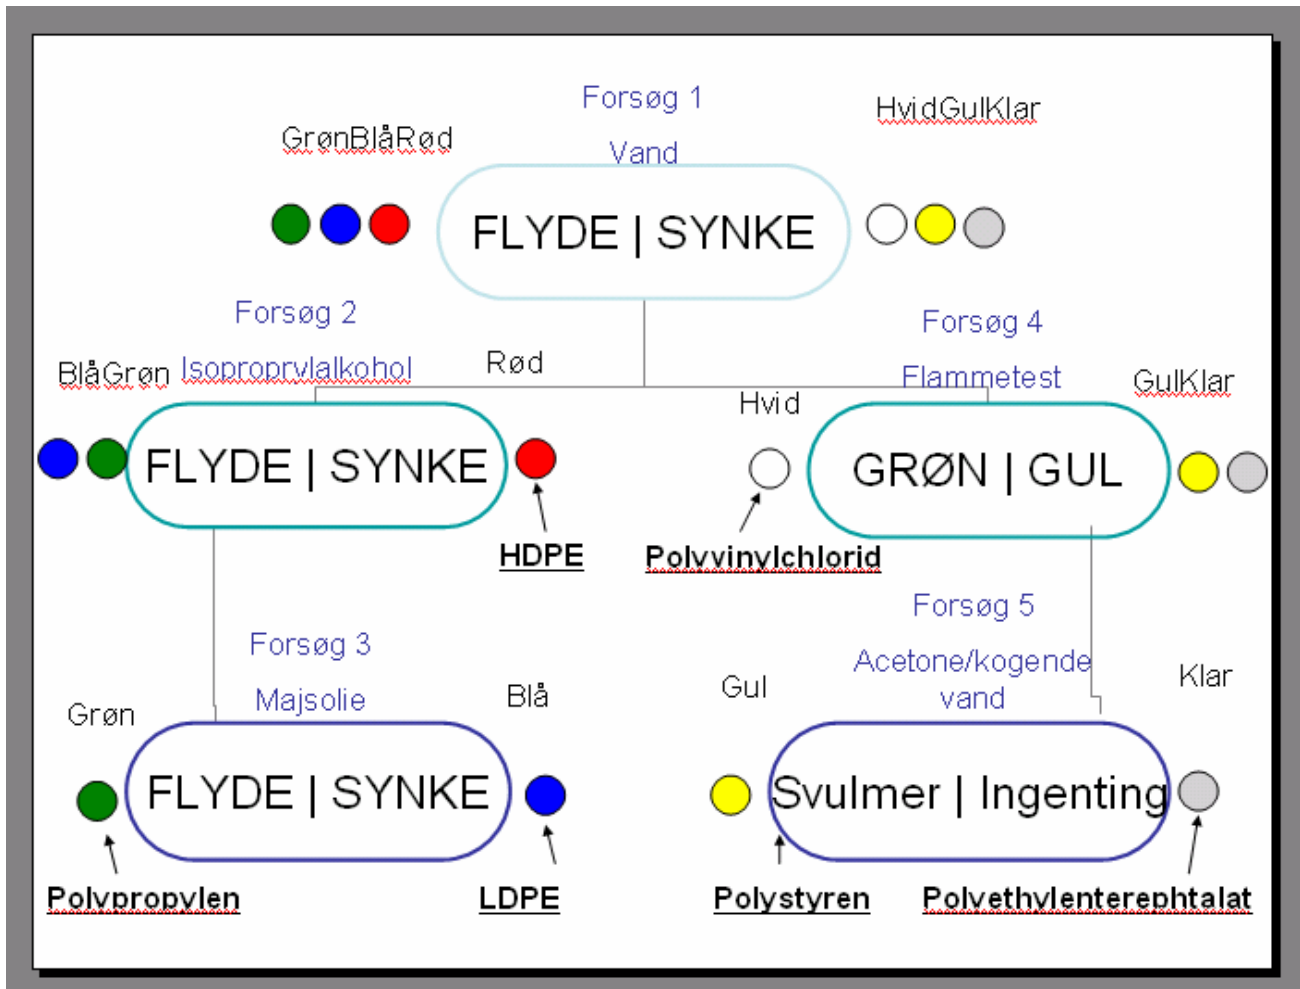 Forsøg 1
Vand
GrønBlåRød
HvidGulKlar
FLYDE | SYNKE
Forsøg 2
Isoproprylalkohol
BlåGrøn
Rød
FLYDE | SYNKE
HDPE
Forsøg 4
Flammetest
Hvid
GulKlar
GRØN | GUL
Polyvinylchlorid
Forsøg 3
Majsolie
Grøn
Blå
FLYDE | SYNKE
Polypropylen
LDPE
Forsøg 5
Acetone/kogende
vand
Gul
Klar
Svulmer | Ingenting
Polystyren
Polyethylenterephtalat